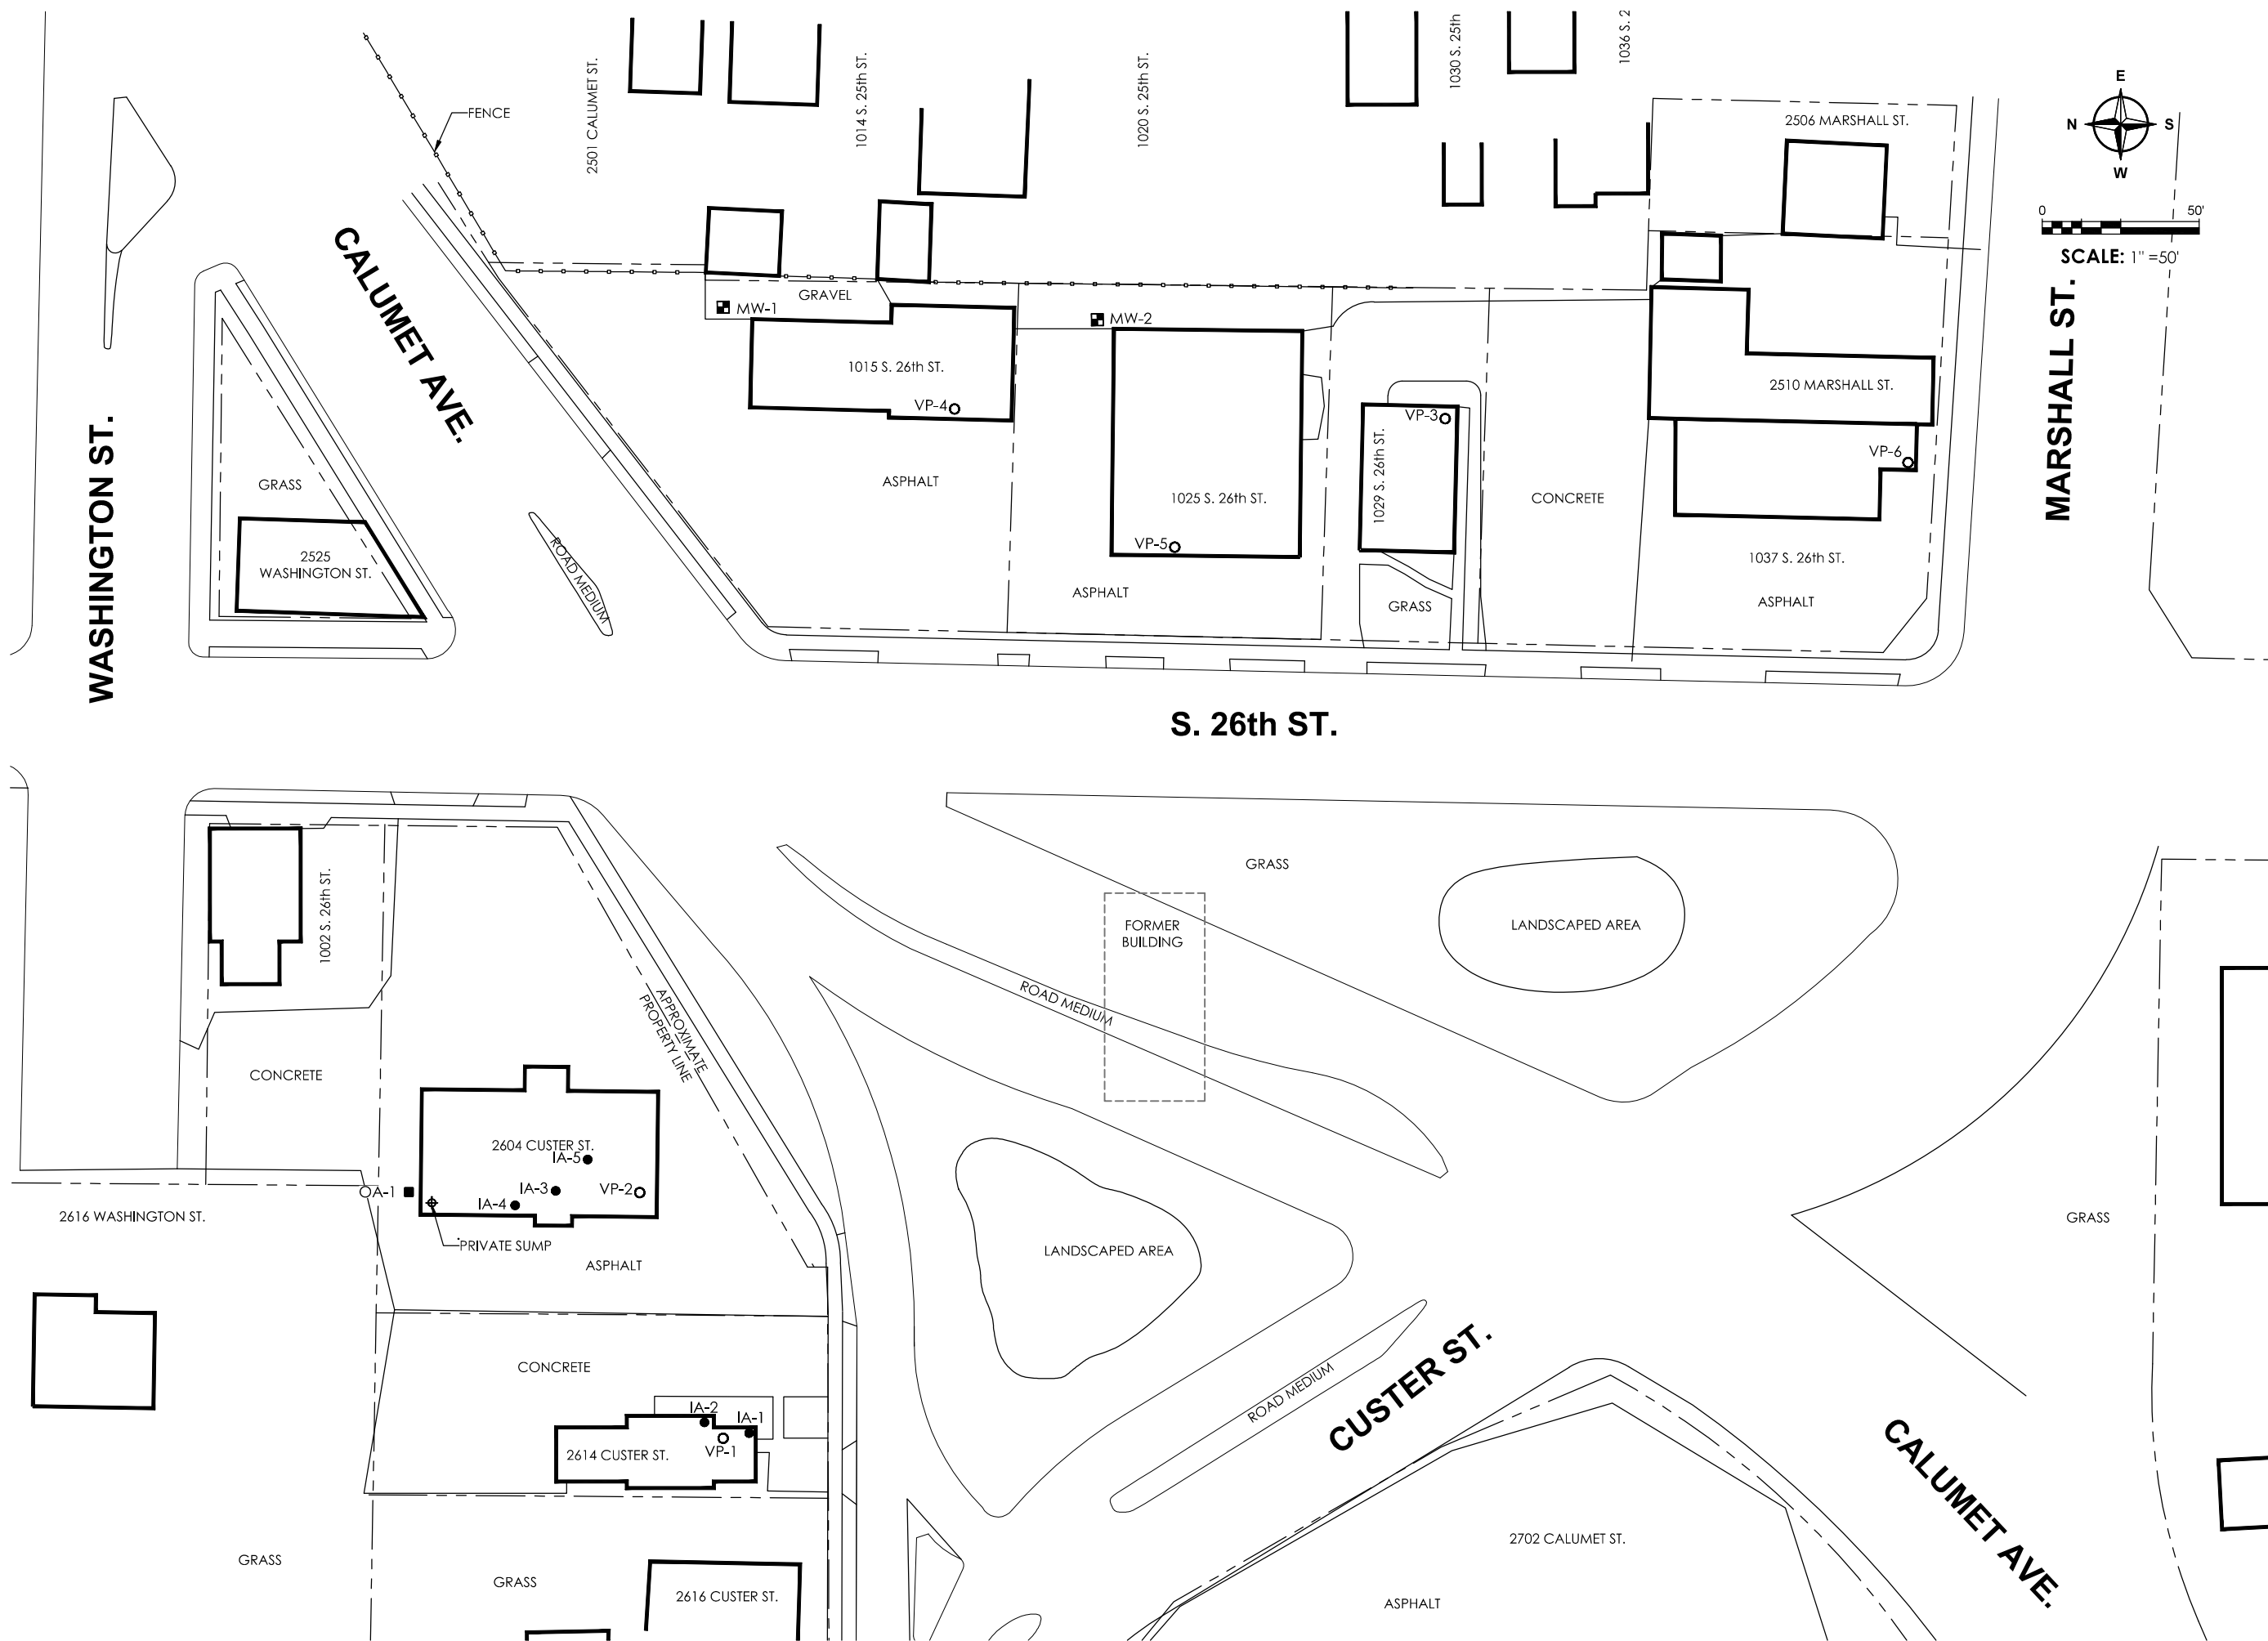 1030 S. 25th
1036 S. 2
2501 CALUMET ST.
1014 S. 25th ST.
1020 S. 25th ST.
FENCE
2506 MARSHALL ST.
E
N
S
W
0
50'
SCALE: 1" =50'
CALUMET AVE.
MW-1
GRAVEL
MW-2
MARSHALL ST.
1015 S. 26th ST.
VP-4
VP-3
2510 MARSHALL ST.
WASHINGTON ST.
GRASS
ASPHALT
1025 S. 26th ST.
1029 S. 26th ST.
CONCRETE
VP-6
VP-5
2525
WASHINGTON ST.
ROAD MEDIUM
1037 S. 26th ST.
ASPHALT
GRASS
ASPHALT
S. 26th ST.
1002 S. 26th ST.
GRASS
LANDSCAPED AREA
FORMER
BUILDING
ROAD MEDIUM
APPROXIMATE
PROPERTY LINE
CONCRETE
2604 CUSTER ST.
IA-5
IA-3
VP-2
IA-4
OA-1
2616 WASHINGTON ST.
PRIVATE SUMP
ASPHALT
LANDSCAPED AREA
GRASS
CONCRETE
CUSTER ST.
ROAD MEDIUM
IA-2
IA-1
VP-1
2614 CUSTER ST.
CALUMET AVE.
GRASS
GRASS
2616 CUSTER ST.
2702 CALUMET ST.
ASPHALT